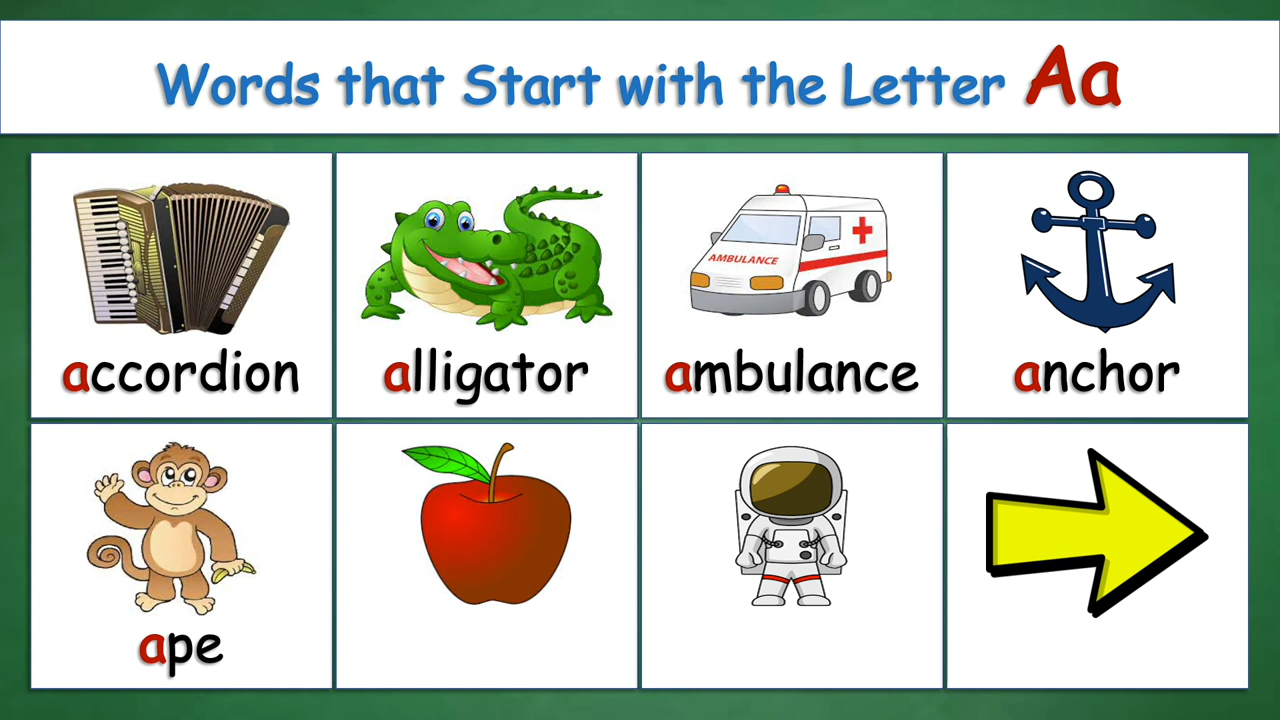 Words that Start with the Letter Aa
accordion
alligator
AMBULANCE
ambulance
anchor
ape